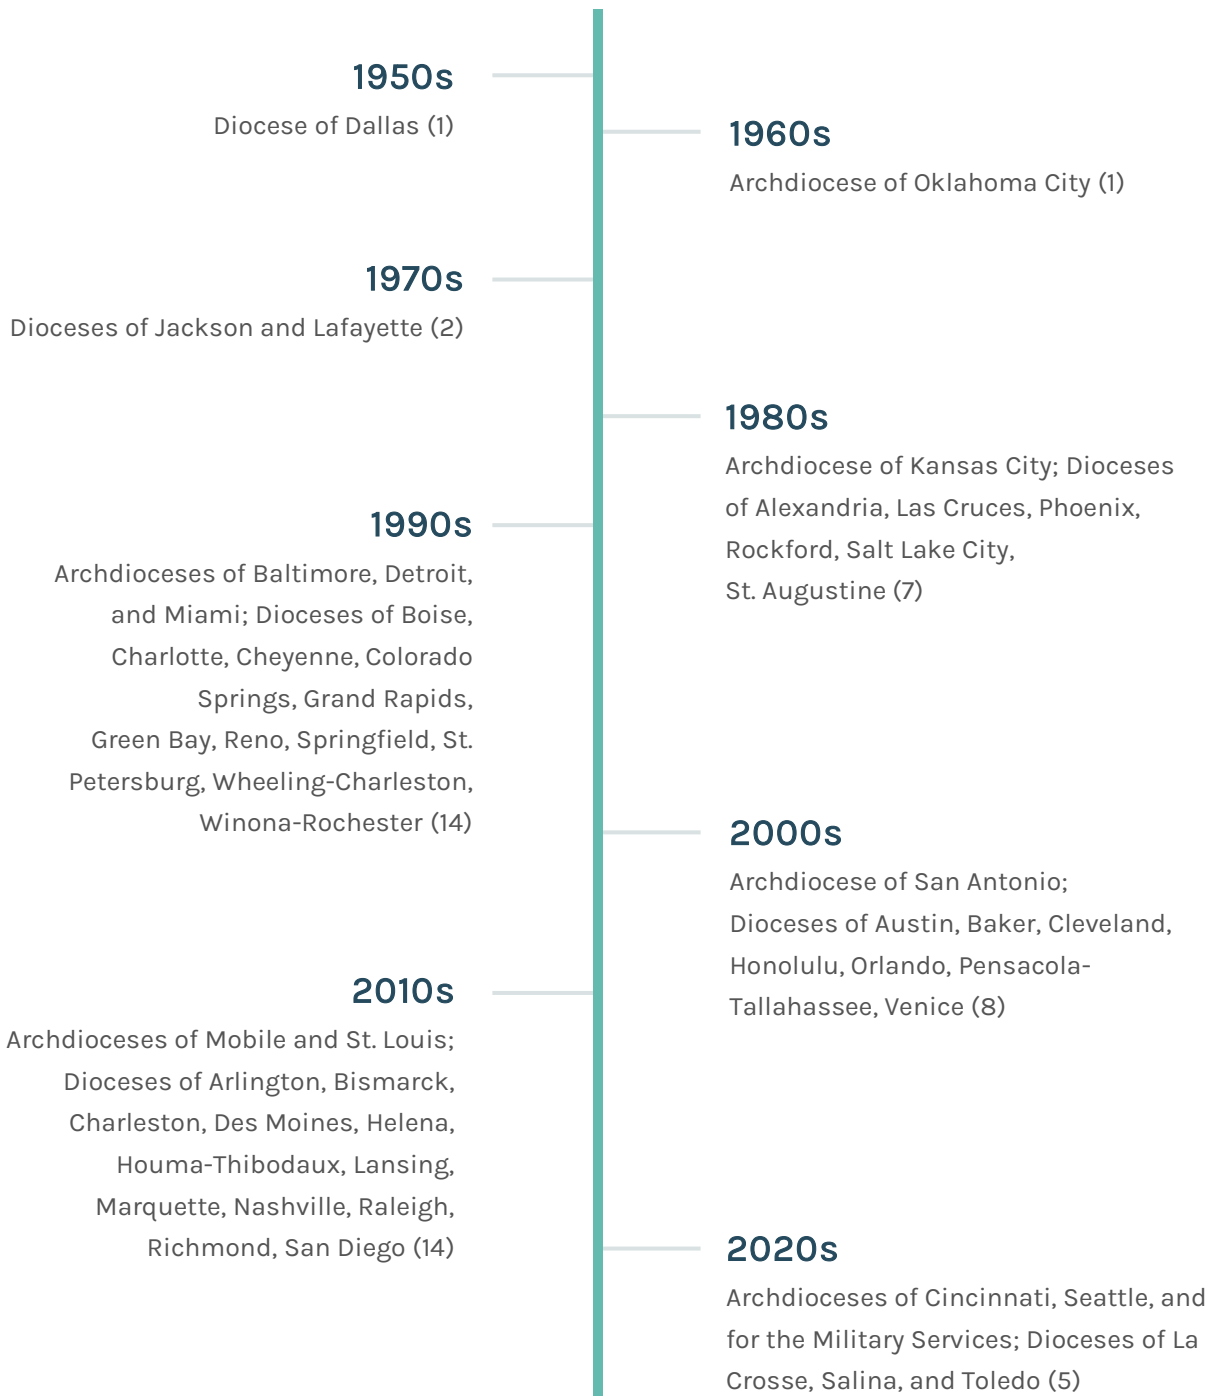 1950s
Diocese of Dallas (1)
1960s
Archdiocese of Oklahoma City (1)
1970s
Dioceses of Jackson and Lafayette (2)
1980s
Archdiocese of Kansas City; Dioceses
of Alexandria, Las Cruces, Phoenix,
Rockford, Salt Lake City,
St. Augustine (7)
1990s
Archdioceses of Baltimore, Detroit,
and Miami; Dioceses of Boise,
Charlotte, Cheyenne, Colorado
Springs, Grand Rapids,
Green Bay, Reno, Springfield, St.
Petersburg, Wheeling-Charleston,
Winona-Rochester (14)
2000s
Archdiocese of San Antonio;
Dioceses of Austin, Baker, Cleveland,
Honolulu, Orlando, Pensacola-
Tallahassee, Venice (8)
2010s
Archdioceses of Mobile and St. Louis;
Dioceses of Arlington, Bismarck,
Charleston, Des Moines, Helena,
Houma-Thibodaux, Lansing,
Marquette, Nashville, Raleigh,
Richmond, San Diego (14)
2020s
Archdioceses of Cincinnati, Seattle, and
for the Military Services; Dioceses of La
Crosse, Salina, and Toledo (5)